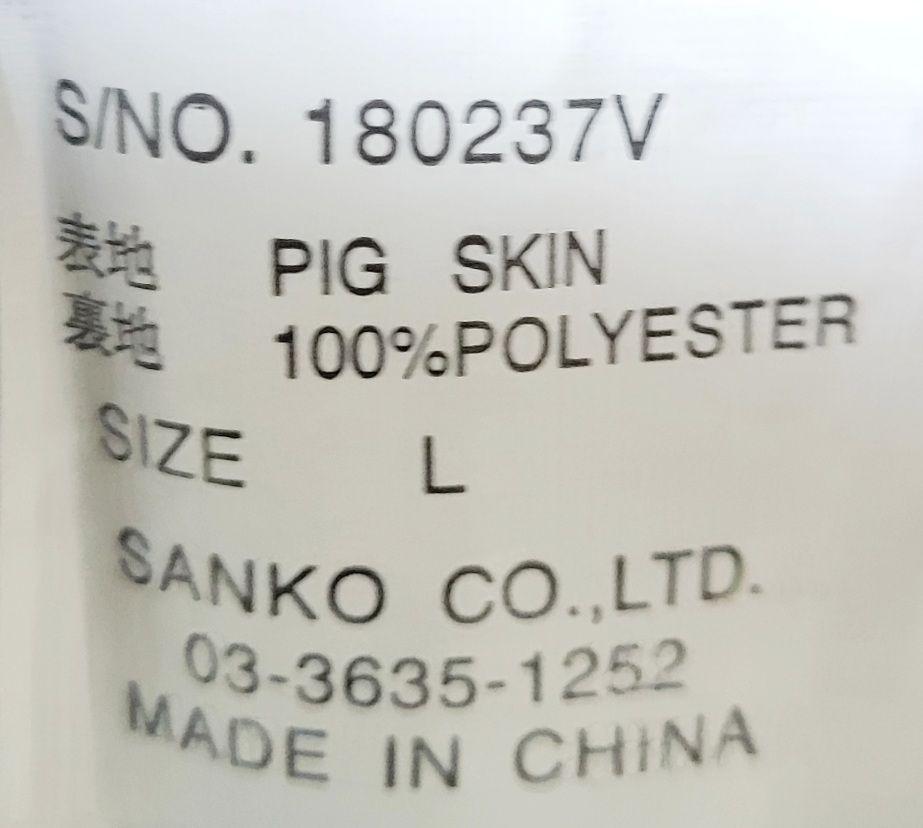 S/NO. 180237V
表地 PIG SKIN
裏地 100%POLYESTER
SIZE L
SANKO CO.,LTD.
03-3635-1252
MADE IN CHINA